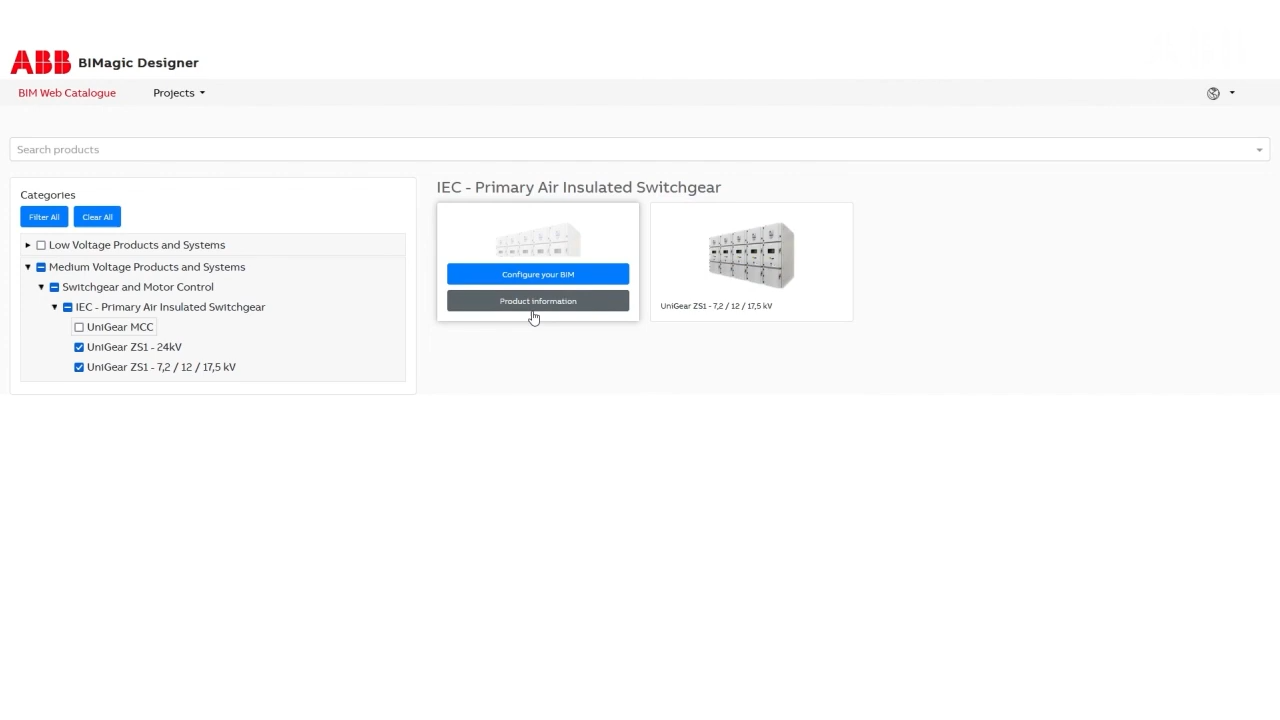 ABB BIMagic Designer
BIM Web Catalogue Projects
Search products
Categories
Filter All Clear All
Low Voltage Products and Systems
Medium Voltage Products and Systems
Switchgear and Motor Control
IEC - Primary Air Insulated Switchgear
UniGear MCC
UniGear ZS1 - 24kV
UniGear ZS1 - 7,2 / 12 / 17,5 kV
IEC - Primary Air Insulated Switchgear
Configure your BIM
Product information
UniGear ZS1 - 7,2 / 12 / 17,5 kV